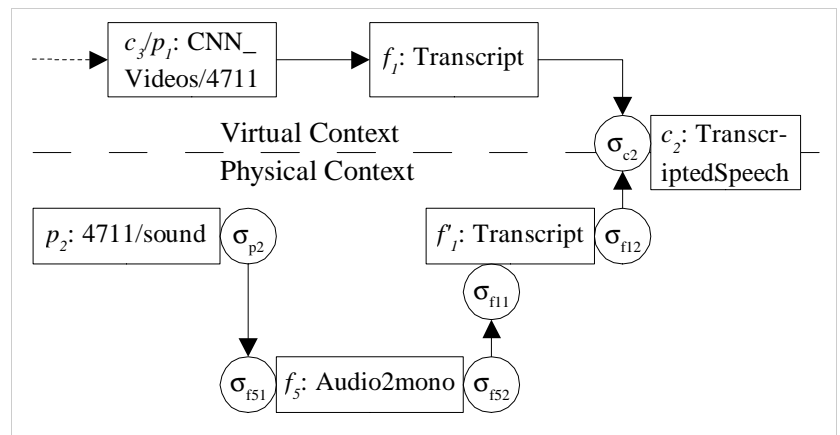 c₃/p₁: CNN_
Videos/4711
f₁: Transcript
Virtual Context
Physical Context
σc2
c₂: Transcr-
iptedSpeech
p₂: 4711/sound
σp2
f'₁: Transcript
σf12
σf11
σf51
f₅: Audio2mono
σf52